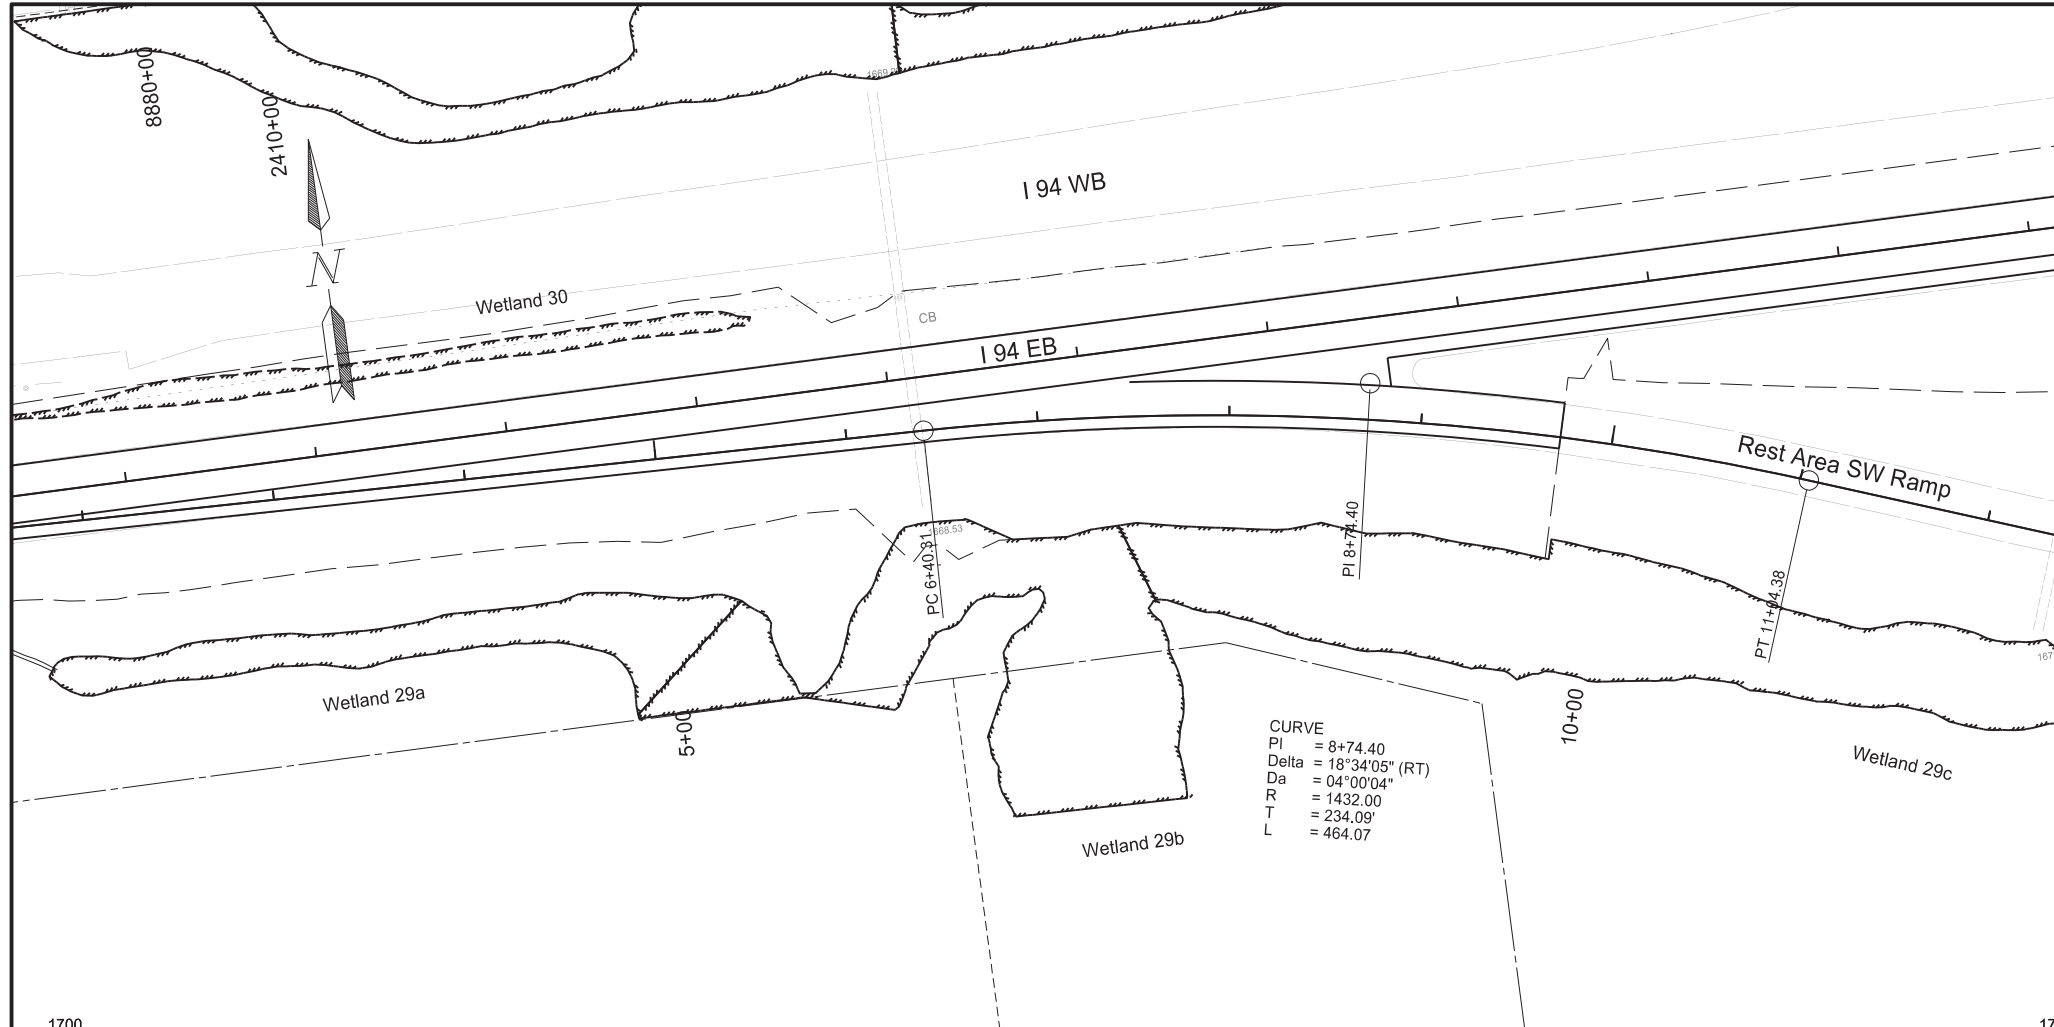 8880+00
2410+00
I 94 WB
N
Wetland 30
CB
I 94 EB
Rest Area SW Ramp
1668.53
PC 6+40.31
PI 8+74.40
PT 11+04.38
Wetland 29a
5+00
10+00
CURVE
PI = 8+74.40
Delta = 18°34'05" (RT)
Da = 04°00'04"
R = 1432.00
T = 234.09'
L = 464.07
Wetland 29c
Wetland 29b
1700